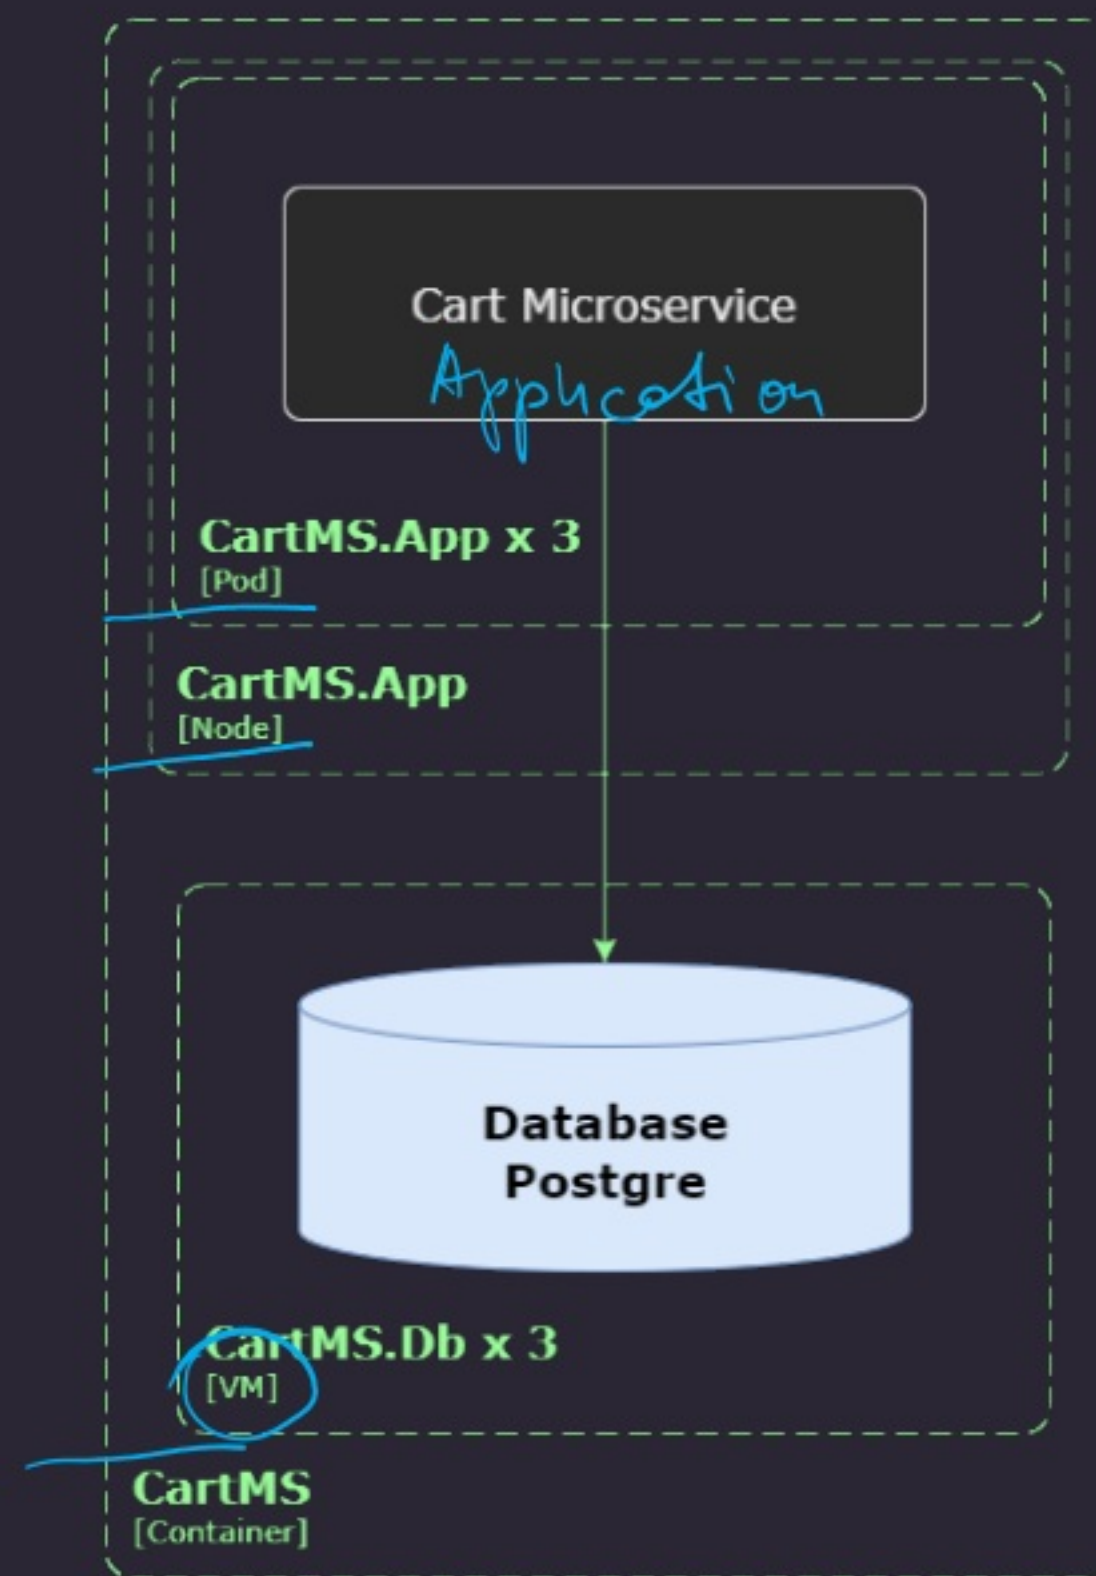 Cart Microservice
Application
CartMS.App x 3
[Pod]
CartMS.App
[Node]
Database
Postgre
CartMS.Db x 3
[VM]
CartMS
[Container]